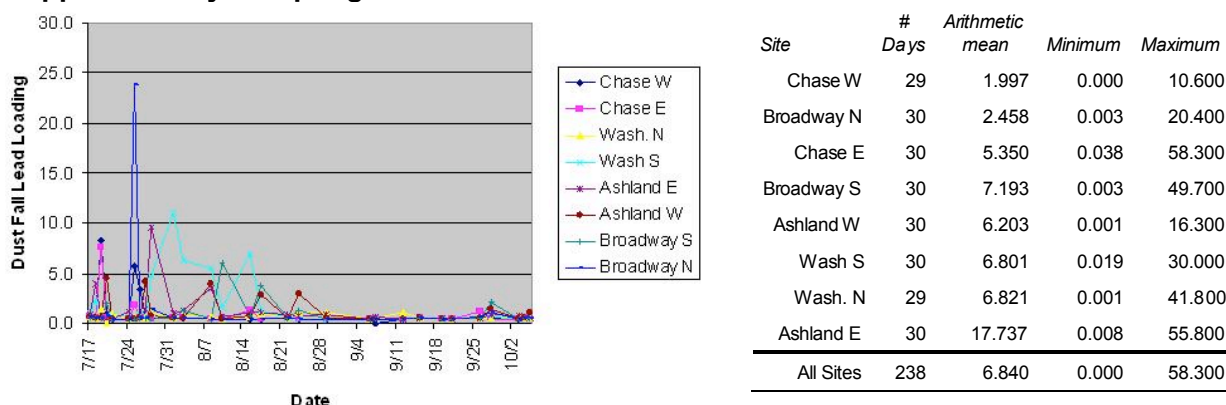 30.0
25.0
20.0
15.0
10.0
5.0
0.0
Dust Fall Lead Loading
7/17
7/24
7/31
8/7
8/14
8/21
8/28
9/4
9/11
9/18
9/25
10/2
Date
Chase W
Chase E
Wash. N
Wash S
Ashland E
Ashland W
Broadway S
Broadway N
Site # Days Arithmetic mean Minimum Maximum
Chase W 29 1.997 0.000 10.600
Broadway N 30 2.458 0.003 20.400
Chase E 30 5.350 0.038 58.300
Broadway S 30 7.193 0.003 49.700
Ashland W 30 6.203 0.001 16.300
Wash S 30 6.801 0.019 30.000
Wash. N 29 6.821 0.001 41.800
Ashland E 30 17.737 0.008 55.800
All Sites 238 6.840 0.000 58.300